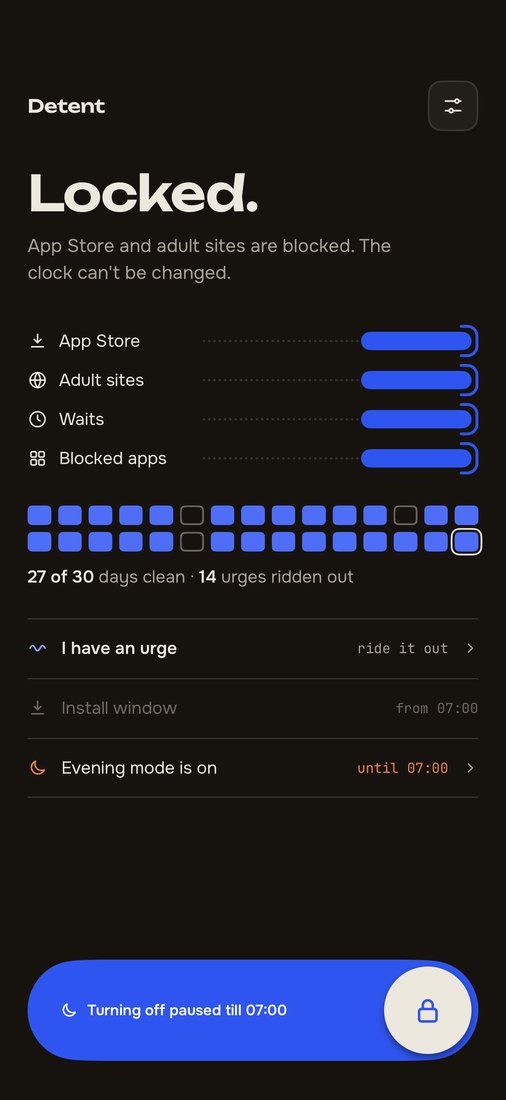 Detent
Locked.
App Store and adult sites are blocked. The
clock can't be changed.
App Store
Adult sites
Waits
Blocked apps
27 of 30 days clean · 14 urges ridden out
I have an urge ride it out
Install window from 07:00
Evening mode is on until 07:00
Turning off paused till 07:00